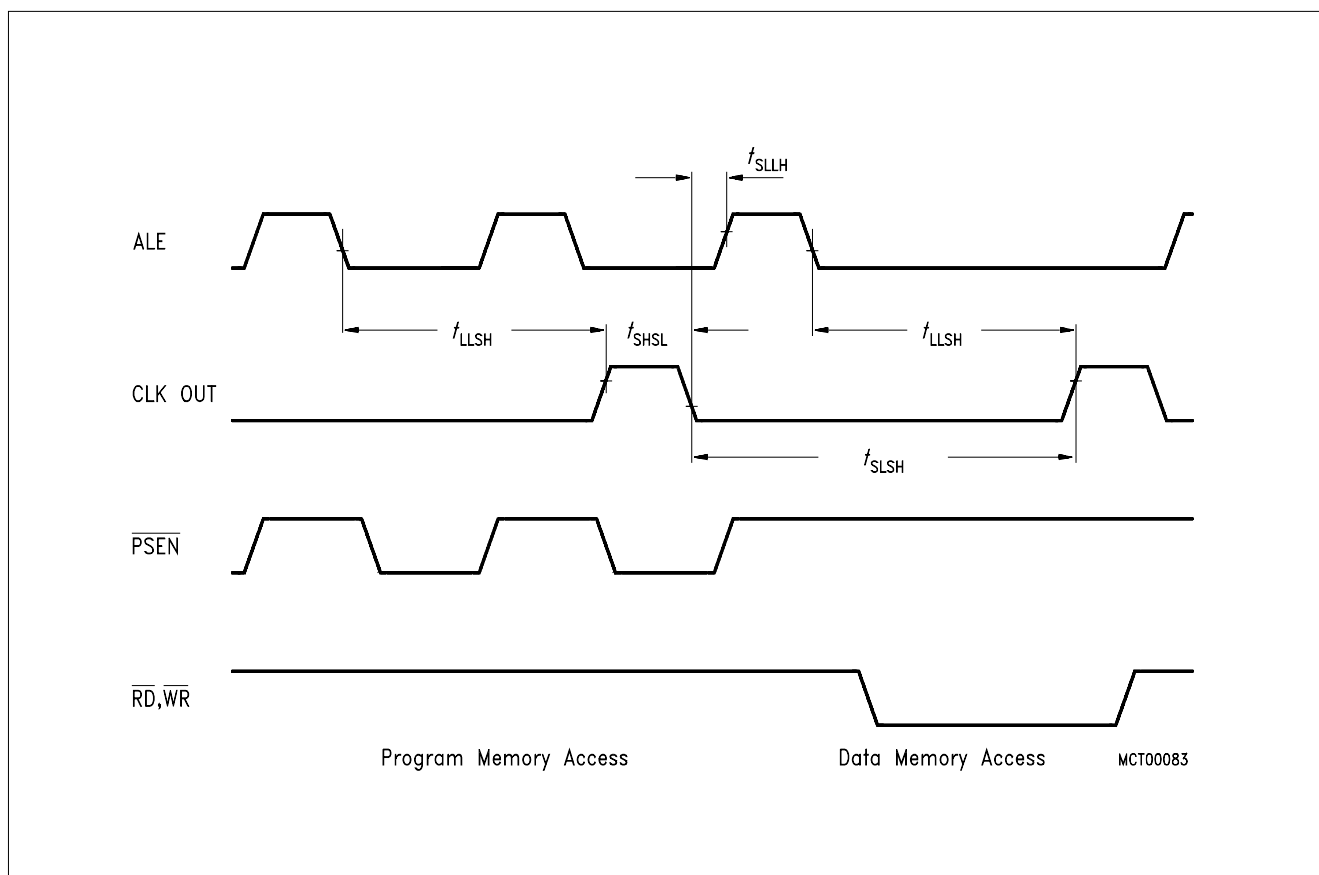 tSLLH
ALE
tLLSH
tSHSL
tLLSH
CLK OUT
tSLSH
PSEN
RD,WR
Program Memory Access
Data Memory Access
MCT00083